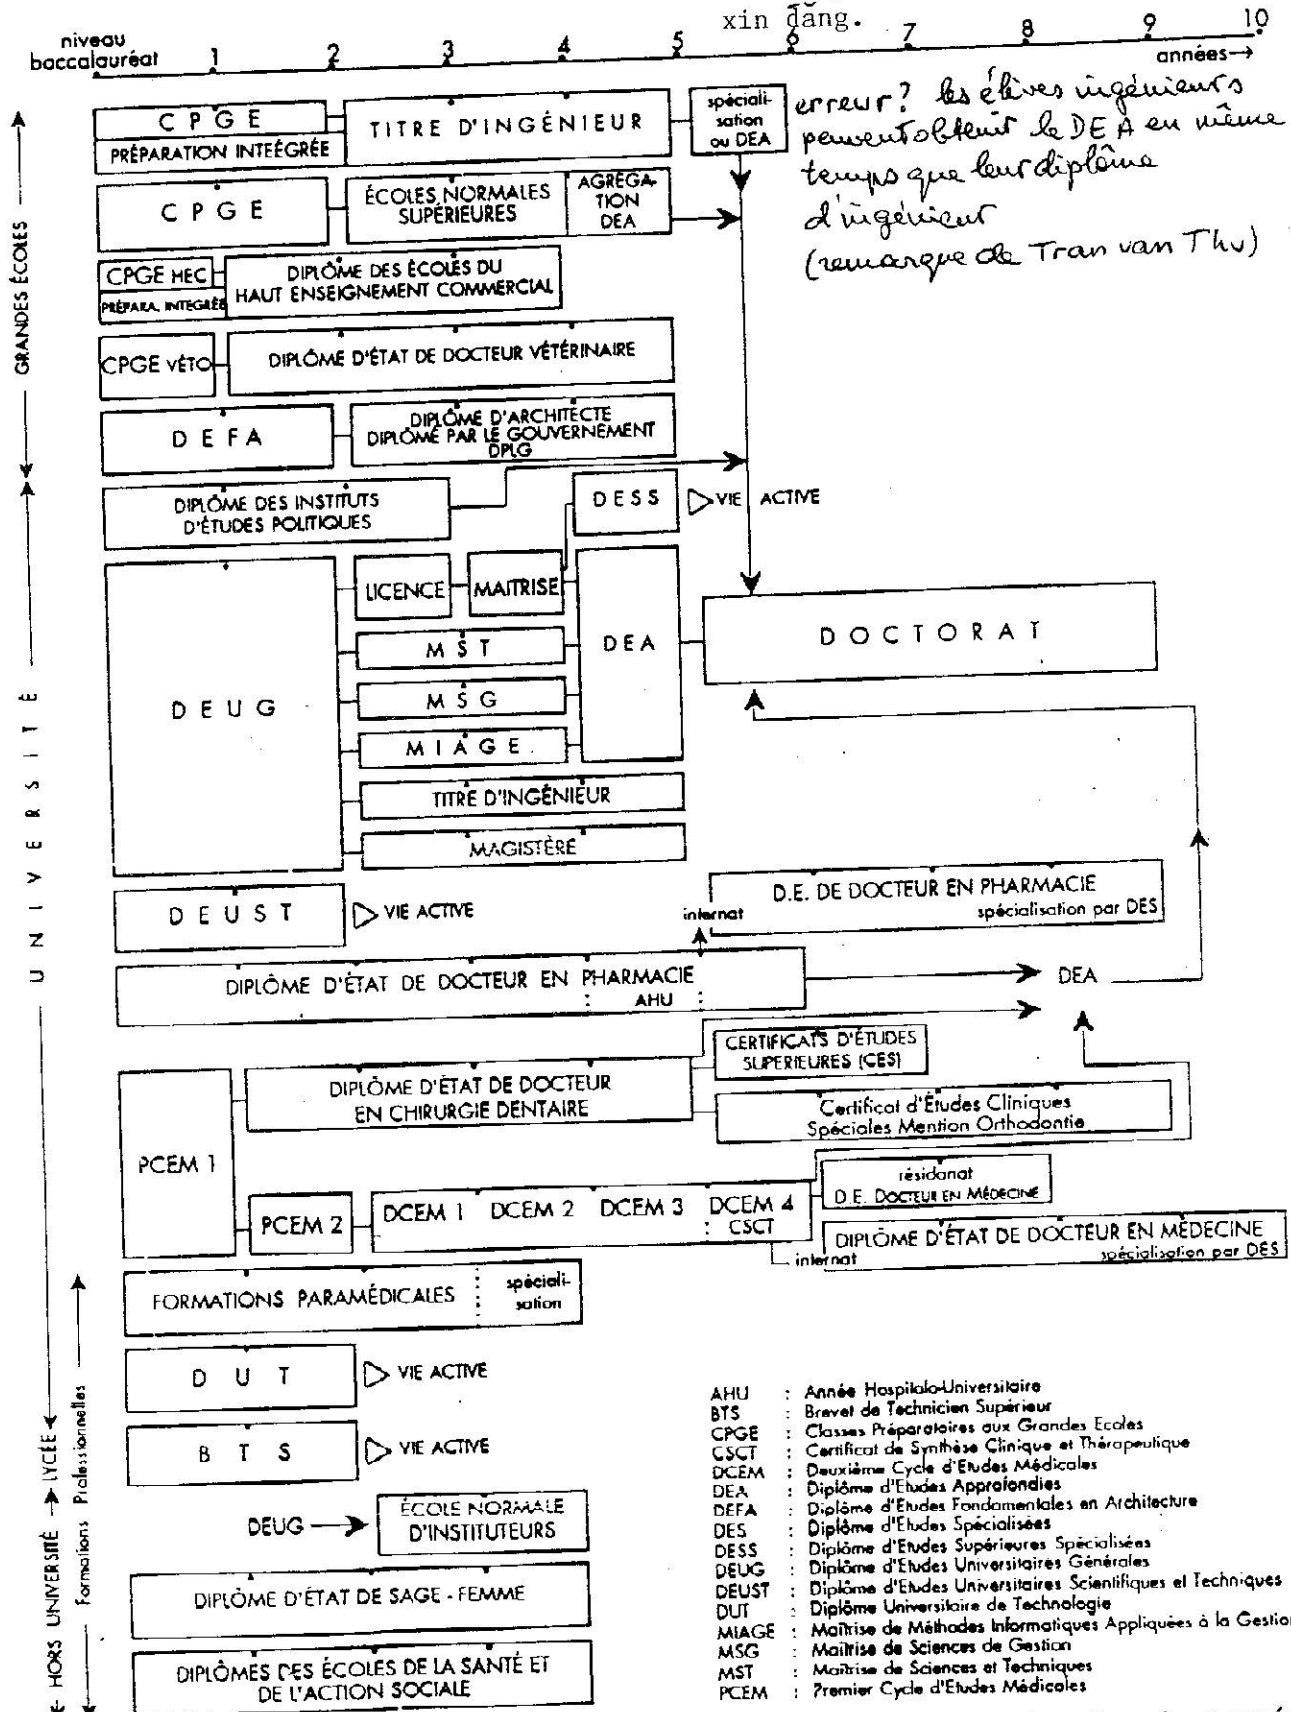 xin đăng.
niveau
baccalauréat 1 2 3 4 5 6 7 8 9 10
années→
GRANDES ÉCOLES
CPGE
PRÉPARATION INTEÉGRÉE
TITRE D'INGÉNIEUR
spéciali-
sation
ou DEA
erreur? les élèves ingénieurs
peuvent obtenir le DEA en même
temps que leur diplôme
d'ingénieur
(remarque de Tran van Thu)
CPGE
ÉCOLES NORMALES
SUPÉRIEURES
AGRÉGA-
TION
DEA
CPGE HEC
PRÉPARA. INTEGRÉE
DIPLÔME DES ÉCOLES DU
HAUT ENSEIGNEMENT COMMERCIAL
CPGE VÉTO
DIPLÔME D'ÉTAT DE DOCTEUR VÉTÉRINAIRE
DEFA
DIPLÔME D'ARCHITECTE
DIPLÔMÉ PAR LE GOUVERNEMENT
DPLG
UNIVERSITÉ
DIPLÔME DES INSTITUTS
D'ÉTUDES POLITIQUES
DESS
VIE ACTIVE
DEUG
LICENCE
MAITRISE
MST
MSG
MIAGE
TITRE D'INGÉNIEUR
MAGISTÈRE
DEA
DOCTORAT
DEUST
VIE ACTIVE
internat
D.E. DE DOCTEUR EN PHARMACIE
spécialisation par DES
DIPLÔME D'ÉTAT DE DOCTEUR EN PHARMACIE
AHU
DEA
PCEM 1
DIPLÔME D'ÉTAT DE DOCTEUR
EN CHIRURGIE DENTAIRE
CERTIFICATS D'ÉTUDES
SUPERIEURES (CES)
Certificat d'Études Cliniques
Spéciales Mention Orthodontie
PCEM 2
DCEM 1 DCEM 2 DCEM 3 DCEM 4
CSCT
résidanat
D.E. DOCTEUR EN MÉDECINE
internat
DIPLÔME D'ÉTAT DE DOCTEUR EN MÉDECINE
spécialisation par DES
HORS UNIVERSITÉ
LYCÉE
Formations Professionnelles
FORMATIONS PARAMÉDICALES
spéciali-
sation
DUT
VIE ACTIVE
BTS
VIE ACTIVE
DEUG
ÉCOLE NORMALE
D'INSTITUTEURS
DIPLÔME D'ÉTAT DE SAGE - FEMME
DIPLÔMES DES ÉCOLES DE LA SANTÉ ET
DE L'ACTION SOCIALE
AHU : Année Hospitalo-Universitaire
BTS : Brevet de Technicien Supérieur
CPGE : Classes Préparatoires aux Grandes Ecoles
CSCT : Certificat de Synthèse Clinique et Thérapeutique
DCEM : Deuxième Cycle d'Etudes Médicales
DEA : Diplôme d'Etudes Approfondies
DEFA : Diplôme d'Etudes Fondamentales en Architecture
DES : Diplôme d'Etudes Spécialisées
DESS : Diplôme d'Etudes Supérieures Spécialisées
DEUG : Diplôme d'Etudes Universitaires Générales
DEUST : Diplôme d'Etudes Universitaires Scientifiques et Techniques
DUT : Diplôme Universitaire de Technologie
MIAGE : Maîtrise de Méthodes Informatiques Appliquées à la Gestion
MSG : Maîtrise de Sciences de Gestion
MST : Maîtrise de Sciences et Techniques
PCEM : Premier Cycle d'Etudes Médicales